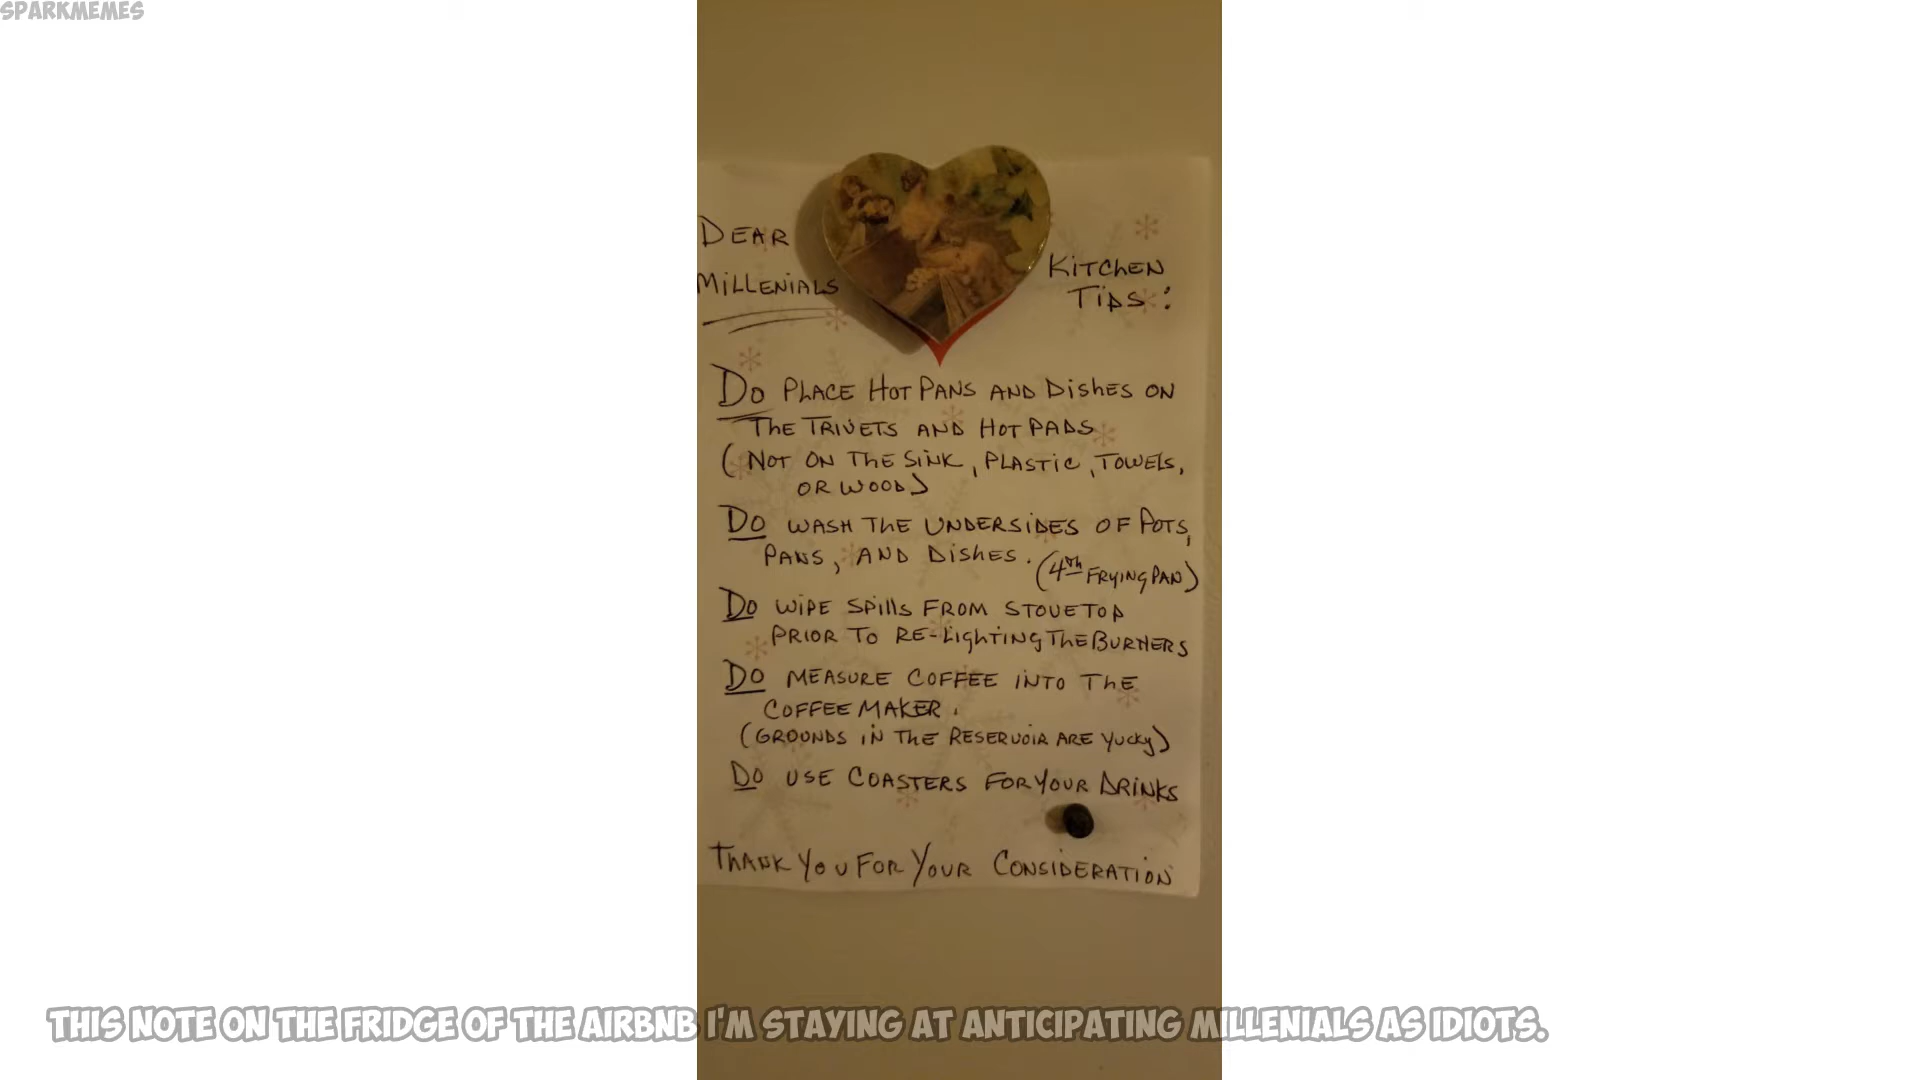 SPARKMEMES
DEAR
MILLENIALS
KITCHEN
TIPS:
DO PLACE HOT PANS AND DISHES ON
THE TRIVETS AND HOT PADS
(NOT ON THE SINK, PLASTIC, TOWELS,
OR WOOD)
DO WASH THE UNDERSIDES OF POTS,
PANS, AND DISHES. (4TH FRYING PAN)
DO WIPE SPILLS FROM STOVETOP
PRIOR TO RE-LIGHTING THE BURNERS
DO MEASURE COFFEE INTO THE
COFFEE MAKER.
(GROUNDS IN THE RESERVOIR ARE YUCKY)
DO USE COASTERS FOR YOUR DRINKS
THANK YOU FOR YOUR CONSIDERATION
THIS NOTE ON THE FRIDGE OF THE AIRBNB I'M STAYING AT ANTICIPATING MILLENIALS AS IDIOTS.